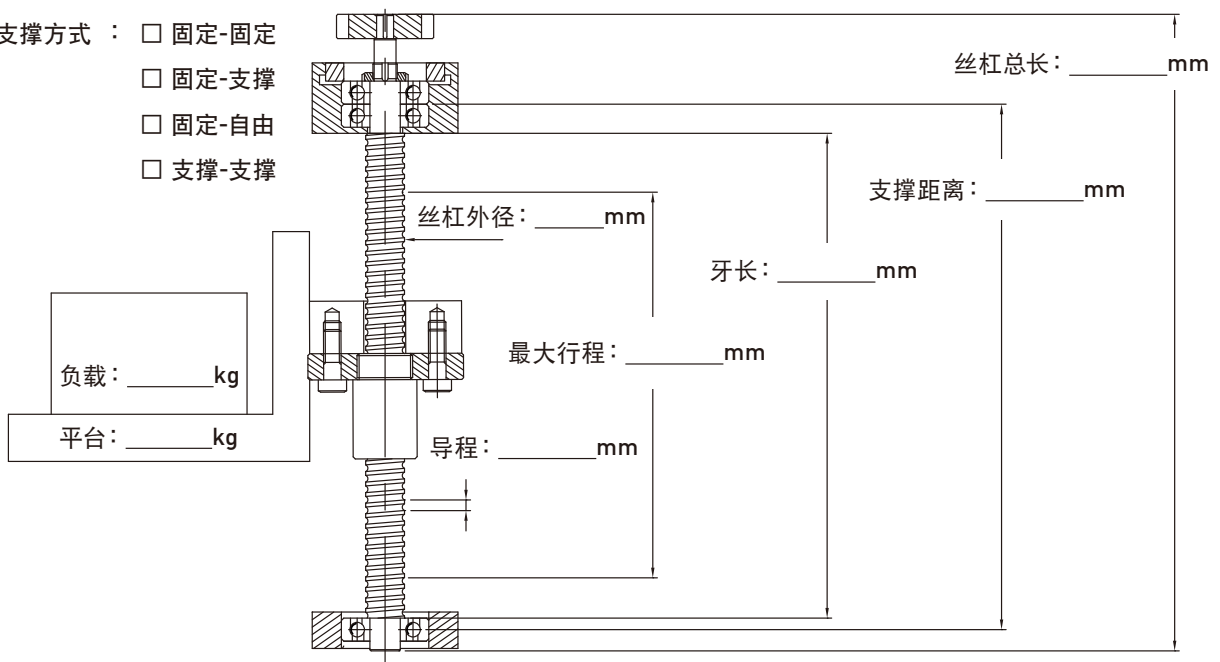 支撑方式 : □ 固定-固定
□ 固定-支撑
□ 固定-自由
□ 支撑-支撑
丝杠总长:________mm
支撑距离:________mm
丝杠外径:______mm
牙长:________mm
最大行程:________mm
负载:_______kg
平台:_______kg
导程:________mm